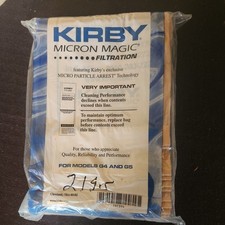 KIRBY
MICRON MAGIC
FILTRATION
featuring Kirby's exclusive
MICRO PARTICLE ARREST Technology
VERY IMPORTANT
Cleaning Performance
declines when contents
exceed this line.
To maintain optimum
performance, replace bag
before contents exceed
this line.
For those who appreciate
Quality, Reliability and Performance
FOR MODELS G4 AND G5